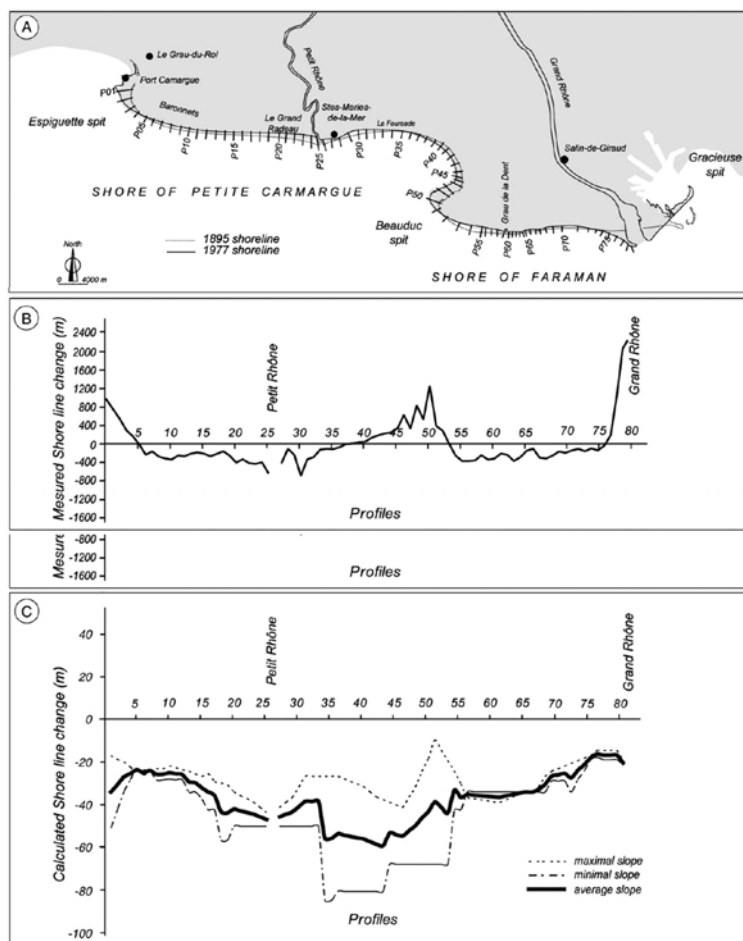 A
Le Grau-du-Roi
Port Camargue
P01
Espiguette spit
Baronnets
P05
P10
P15
P20
P25
P30
P35
P40
P45
P50
P55
P60
P65
P70
P75
Le Grand
Radeau
Petit Rhône
Stes-Maries-
de-la-Mer
La Fourcade
Grand Rhône
Salin-de-Giraud
Gracieuse
spit
Grau de la Dent
SHORE OF PETITE CARMARGUE
Beauduc
spit
1895 shoreline
1977 shoreline
North
0 4000 m
SHORE OF FARAMAN
B
Mesured Shore line change (m)
2400
2000
1600
1200
800
400
0
-400
-800
-1200
-1600
5 10 15 20 25 30 35 40 45 50 55 60 65 70 75 80
Petit Rhône
Grand Rhône
Profiles
Mesure
-800
-1200
-1600
Profiles
C
Calculated Shore line change (m)
40
20
0
-20
-40
-60
-80
-100
5 10 15 20 25 30 35 40 45 50 55 60 65 70 75 80
Petit Rhône
Grand Rhône
maximal slope
minimal slope
average slope
Profiles